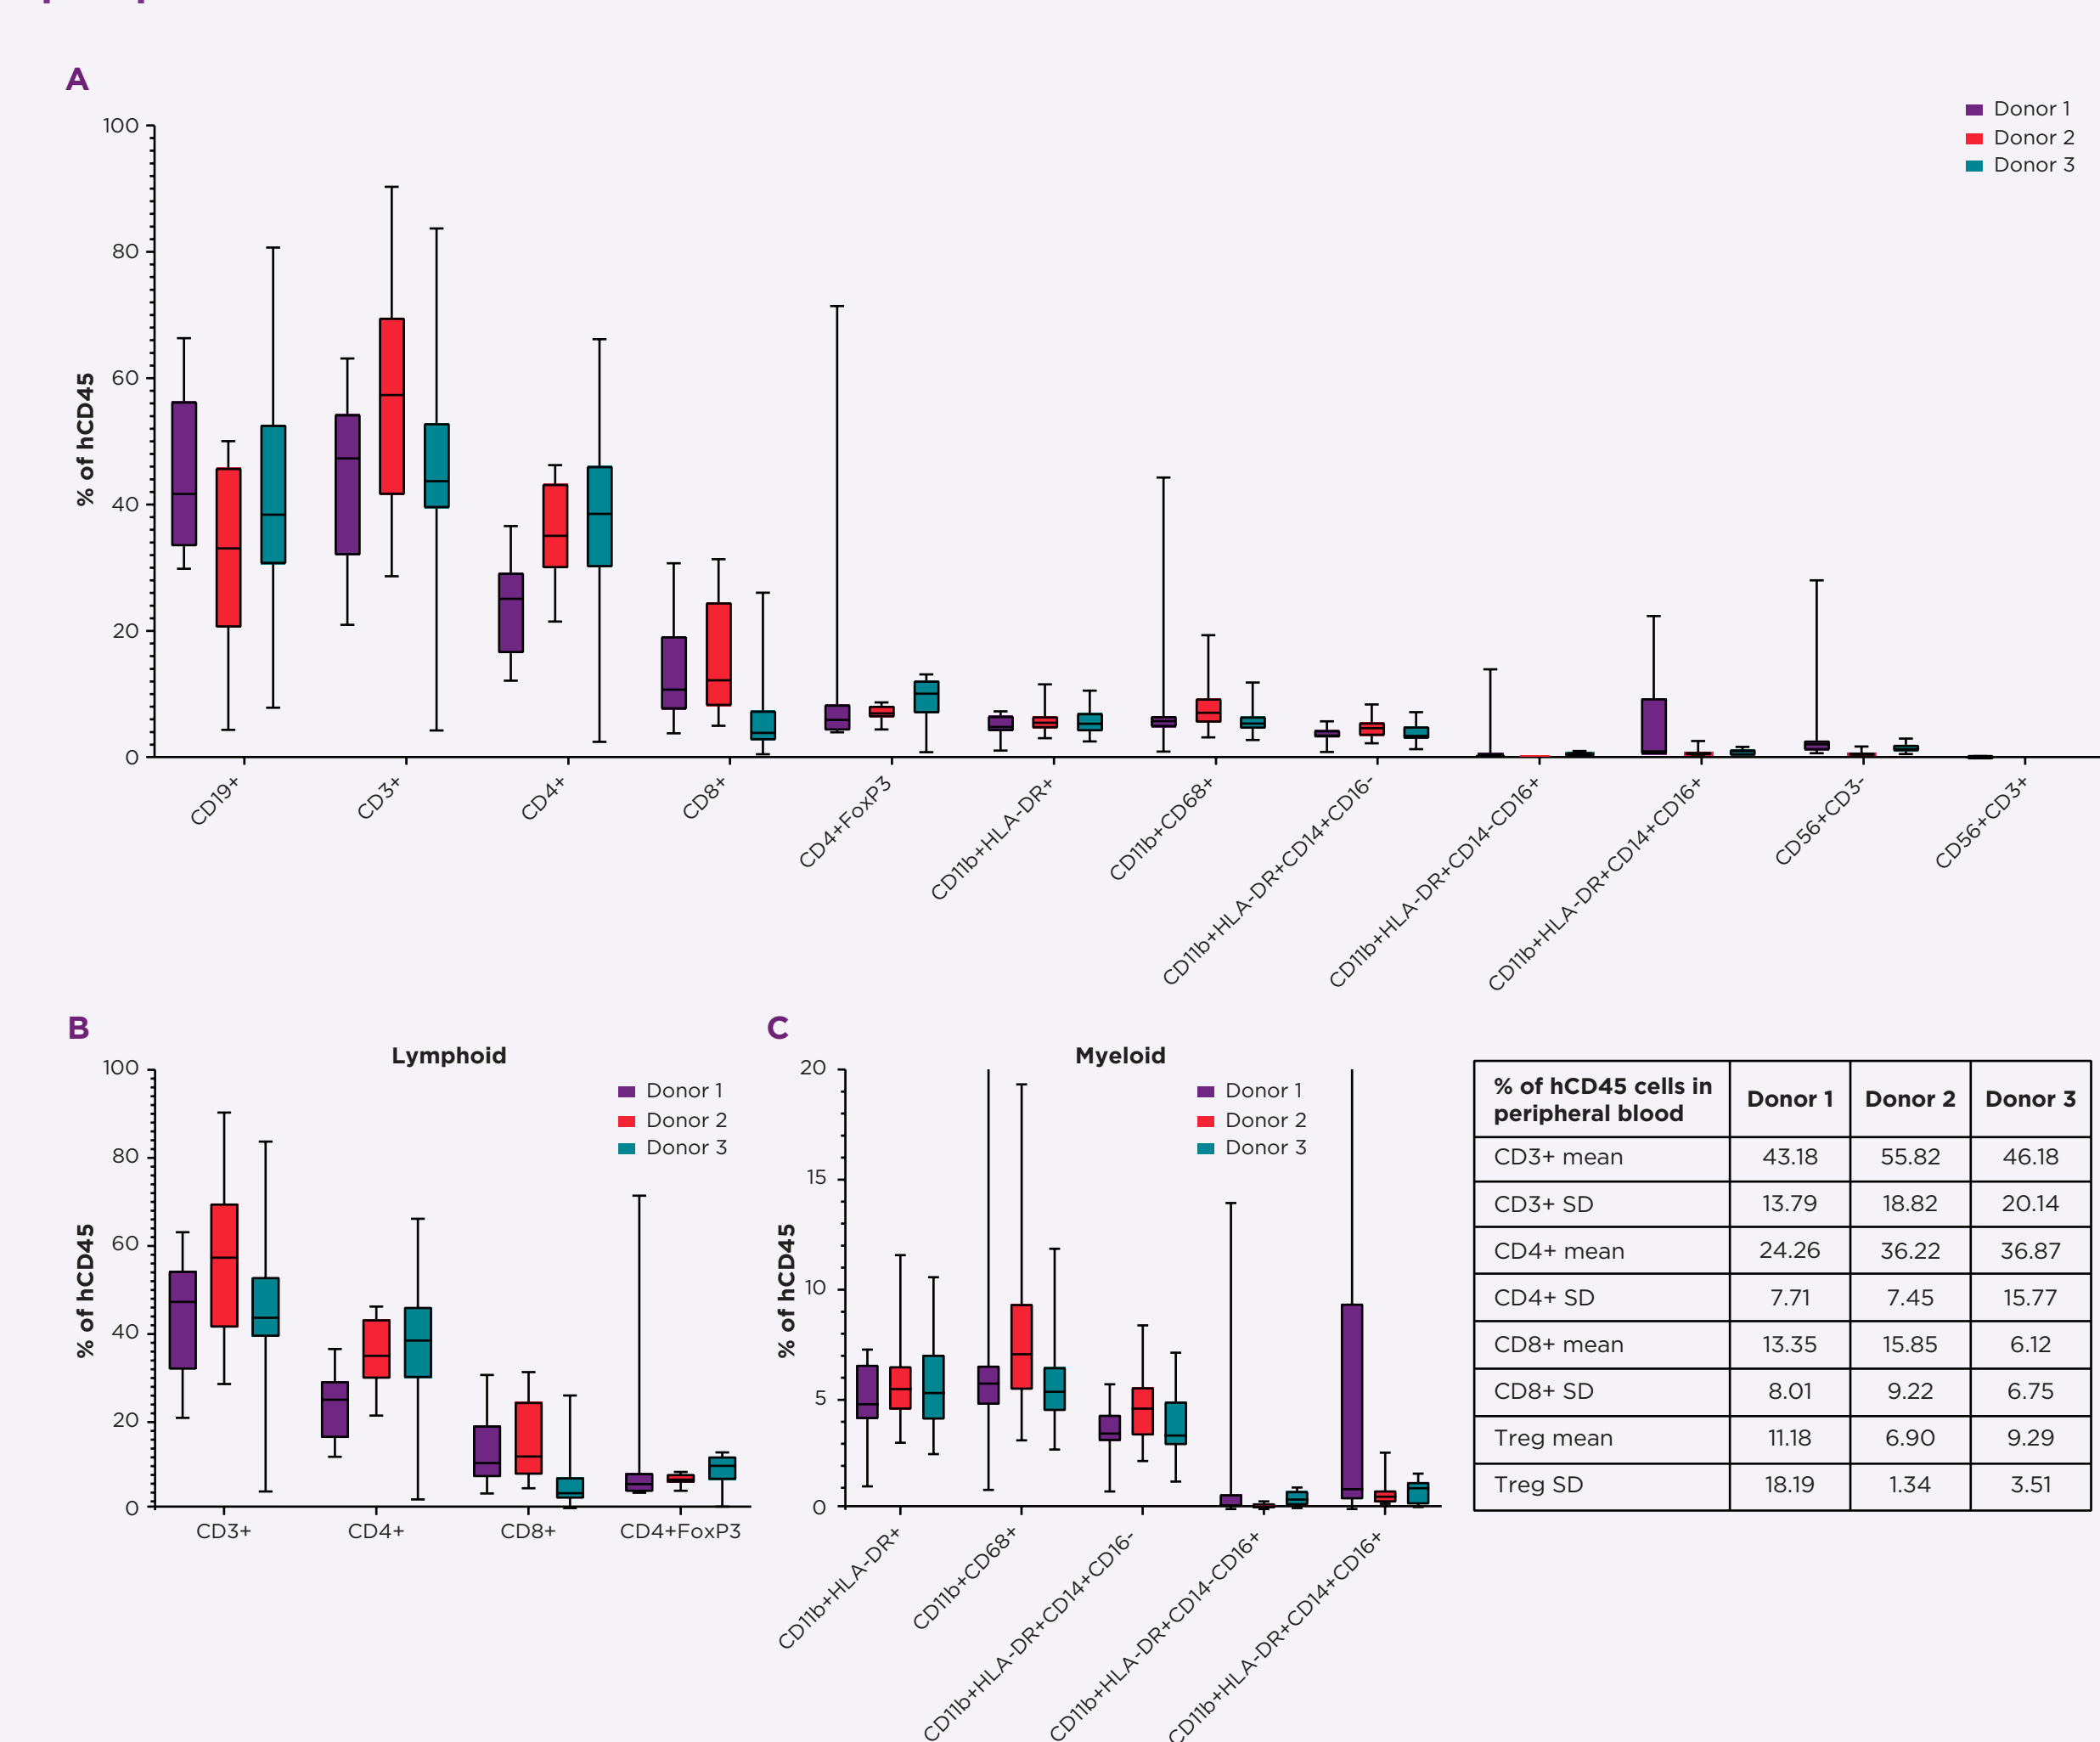 A
Donor 1
Donor 2
Donor 3
100
80
60
40
20
0
% of hCD45
CD19+
CD3+
CD4+
CD8+
CD4+FoxP3
CD11b+HLA-DR+
CD11b+CD68+
CD11b+HLA-DR+CD14+CD16-
CD11b+HLA-DR+CD14-CD16+
CD11b+HLA-DR+CD14+CD16+
CD56+CD3-
CD56+CD3+
B
Lymphoid
Donor 1
Donor 2
Donor 3
100
80
60
40
20
0
% of hCD45
CD3+
CD4+
CD8+
CD4+FoxP3
C
Myeloid
Donor 1
Donor 2
Donor 3
20
15
10
5
0
% of hCD45
CD11b+HLA-DR+
CD11b+CD68+
CD11b+HLA-DR+CD14+CD16-
CD11b+HLA-DR+CD14-CD16+
CD11b+HLA-DR+CD14+CD16+
% of hCD45 cells in
peripheral blood
Donor 1 Donor 2 Donor 3
CD3+ mean 43.18 55.82 46.18
CD3+ SD 13.79 18.82 20.14
CD4+ mean 24.26 36.22 36.87
CD4+ SD 7.71 7.45 15.77
CD8+ mean 13.35 15.85 6.12
CD8+ SD 8.01 9.22 6.75
Treg mean 11.18 6.90 9.29
Treg SD 18.19 1.34 3.51